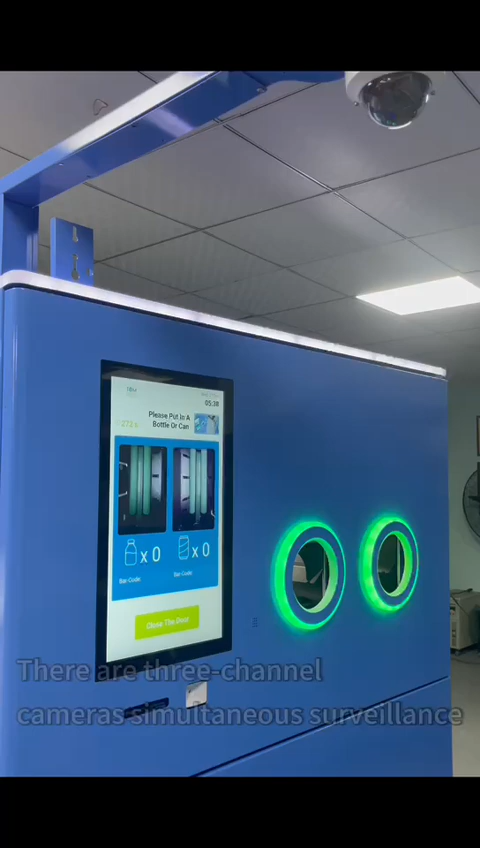 05:38
Please Put In A
Bottle Or Can
273 s
x 0
x 0
Bar Code:
Bar Code:
Close The Door
There are three-channel
cameras simultaneous surveillance